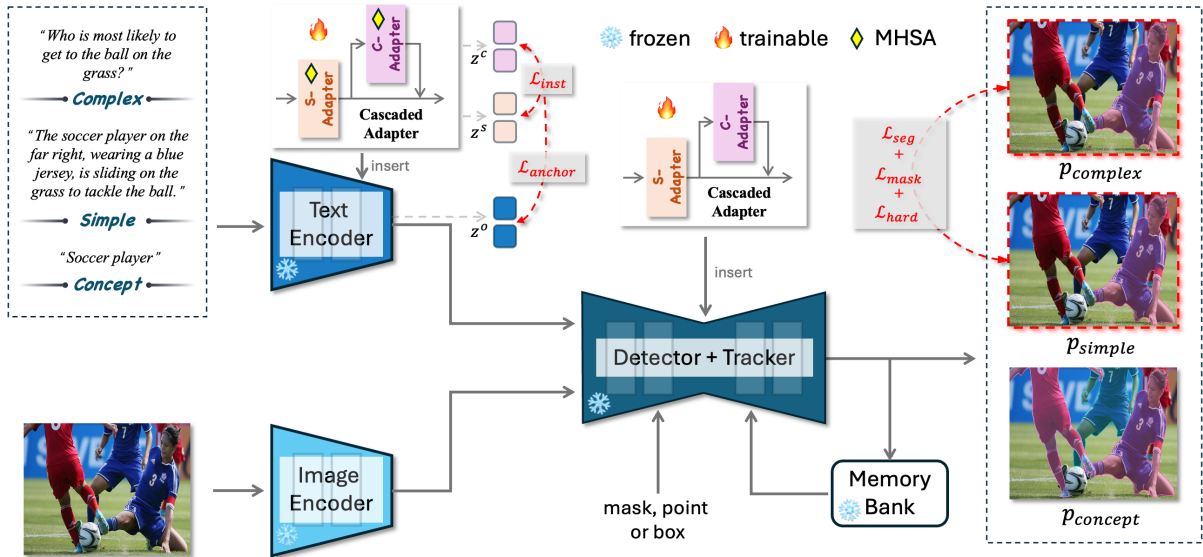 "Who is most likely to
get to the ball on the
grass?"
Complex
"The soccer player on the
far right, wearing a blue
jersey, is sliding on the
grass to tackle the ball."
Simple
"Soccer player"
Concept
S-
Adapter
C-
Adapter
Cascaded
Adapter
insert
z^c
z^s
z^o
ℒ_inst
ℒ_anchor
Text
Encoder
Image
Encoder
frozen
trainable
MHSA
S-
Adapter
C-
Adapter
Cascaded
Adapter
insert
Detector + Tracker
mask, point
or box
Memory
Bank
ℒ_seg
+
ℒ_mask
+
ℒ_hard
p_complex
p_simple
p_concept